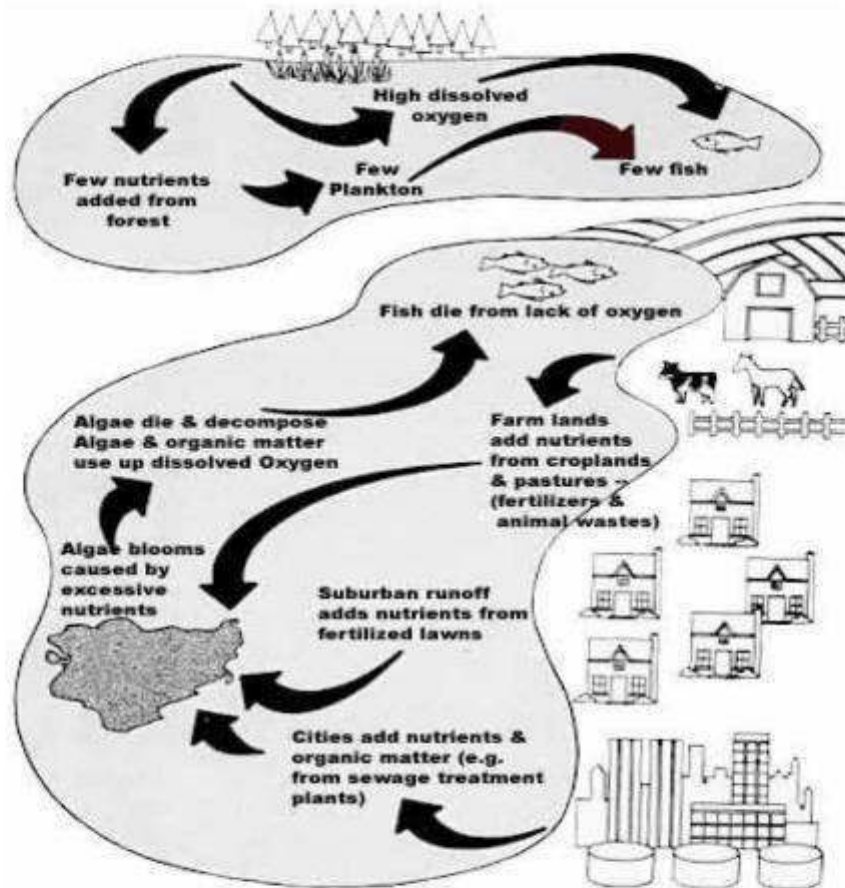 High dissolved
oxygen
Few nutrients
added from
forest
Few
Plankton
Few fish
Fish die from lack of oxygen
Algae die & decompose
Algae & organic matter
use up dissolved Oxygen
Farm lands
add nutrients
from croplands
& pastures --
(fertilizers &
animal wastes)
Algae blooms
caused by
excessive
nutrients
Suburban runoff
adds nutrients from
fertilized lawns
Cities add nutrients &
organic matter (e.g.
from sewage treatment
plants)